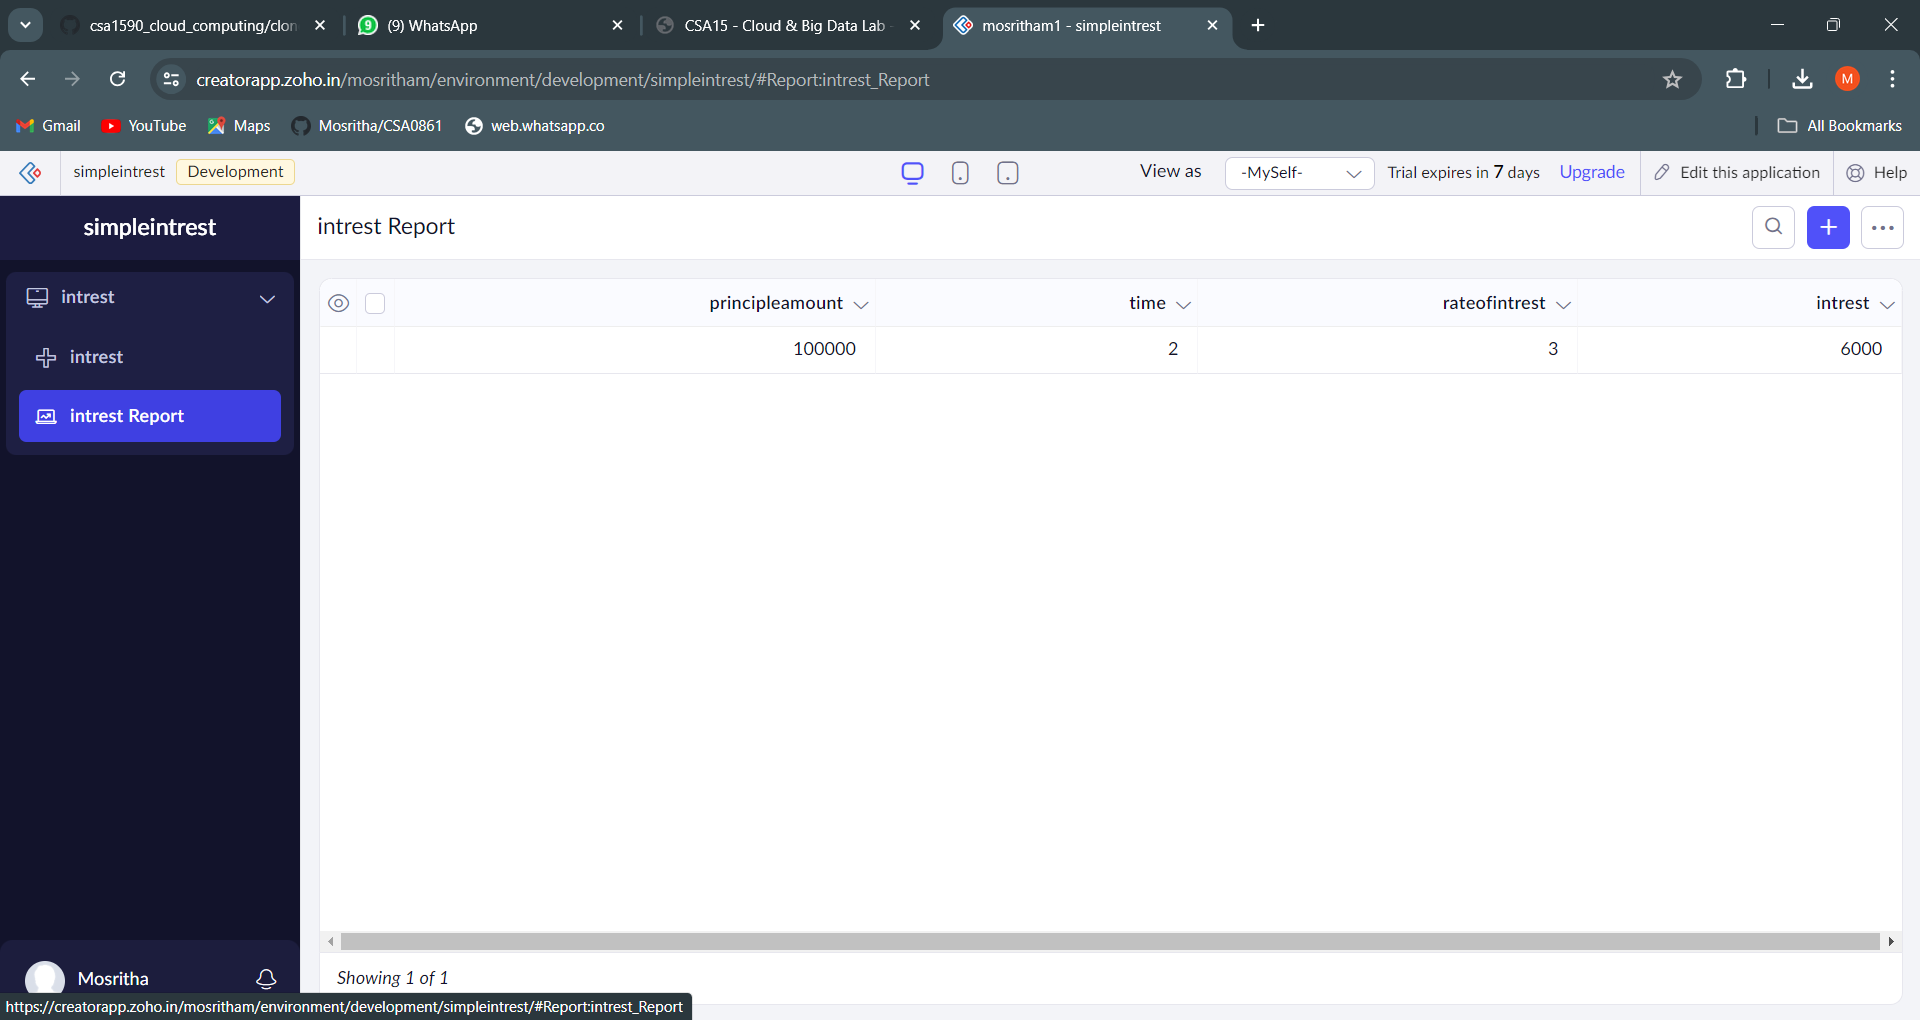 csa1590_cloud_computing/clon
9 (9) WhatsApp
CSA15 - Cloud & Big Data Lab
mosritham1 - simpleintrest
creatorapp.zoho.in/mosritham/environment/development/simpleintrest/#Report:intrest_Report
M
Gmail
YouTube
Maps
Mosritha/CSA0861
web.whatsapp.co
All Bookmarks
simpleintrest
Development
View as
-MySelf-
Trial expires in 7 days
Upgrade
Edit this application
Help
simpleintrest
intrest Report
intrest
intrest
intrest Report
principleamount time rateofintrest intrest
100000 2 3 6000
Mosritha
Showing 1 of 1
https://creatorapp.zoho.in/mosritham/environment/development/simpleintrest/#Report:intrest_Report